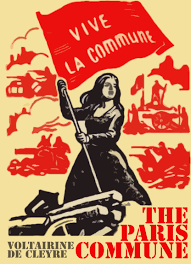 VIVE
LA COMMUNE
VOLTAIRINE
DE CLEYRE
THE
PARIS
COMMUNE